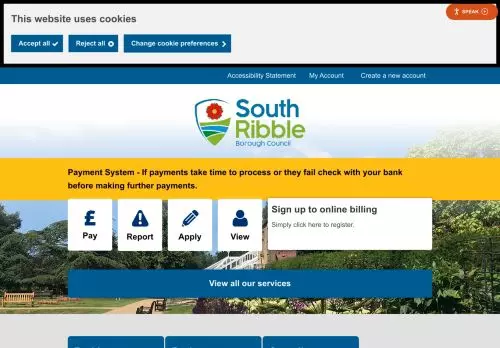 This website uses cookies
SPEAK
Accept all
Reject all
Change cookie preferences
Accessibility Statement My Account Create a new account
South
Ribble
Borough Council
Payment System - If payments take time to process or they fail check with your bank
before making further payments.
£
Pay
Report
Apply
View
Sign up to online billing
Simply click here to register.
View all our services